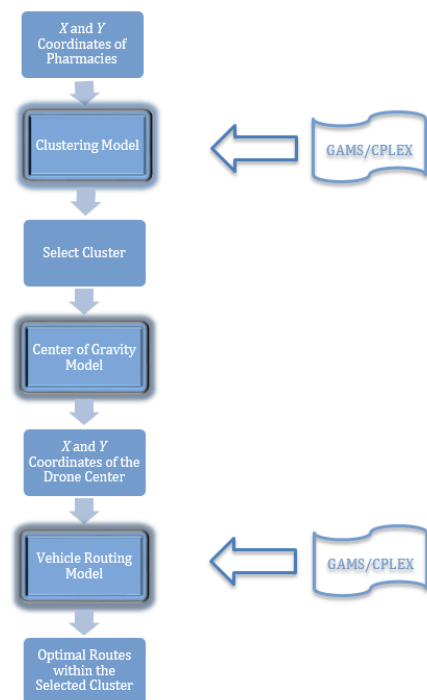 X and Y
Coordinates of
Pharmacies
Clustering Model
GAMS/CPLEX
Select Cluster
Center of Gravity
Model
X and Y
Coordinates of the
Drone Center
Vehicle Routing
Model
GAMS/CPLEX
Optimal Routes
within the
Selected Cluster